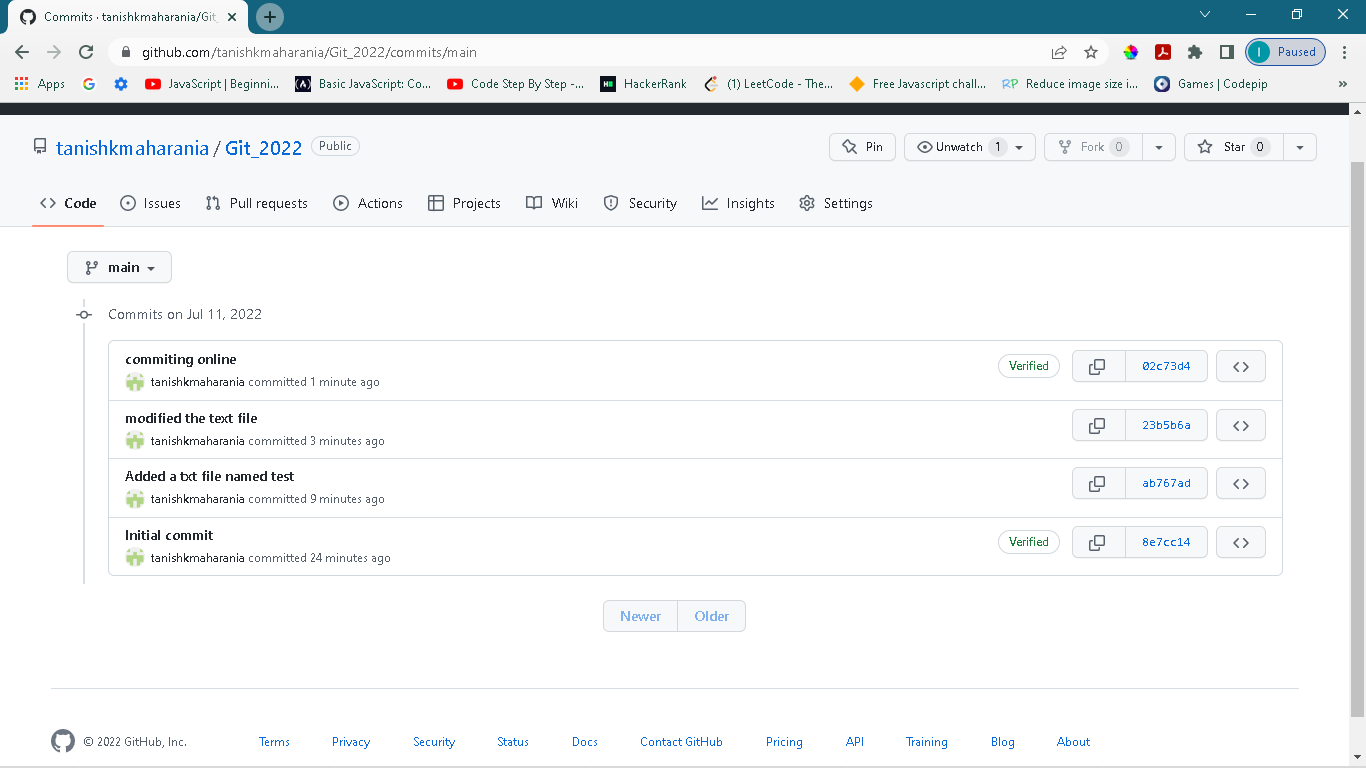 Commits · tanishkmaharania/Git_
github.com/tanishkmaharania/Git_2022/commits/main
I Paused
Apps JavaScript | Beginni... Basic JavaScript: Co... Code Step By Step -... HackerRank (1) LeetCode - The... Free Javascript chall... RP Reduce image size i... Games | Codepip »
tanishkmaharania / Git_2022 Public Pin Unwatch 1 Fork 0 Star 0
Code Issues Pull requests Actions Projects Wiki Security Insights Settings
main
Commits on Jul 11, 2022
commiting online Verified 02c73d4
tanishkmaharania committed 1 minute ago
modified the text file 23b5b6a
tanishkmaharania committed 3 minutes ago
Added a txt file named test ab767ad
tanishkmaharania committed 9 minutes ago
Initial commit Verified 8e7cc14
tanishkmaharania committed 24 minutes ago
Newer Older
© 2022 GitHub, Inc. Terms Privacy Security Status Docs Contact GitHub Pricing API Training Blog About